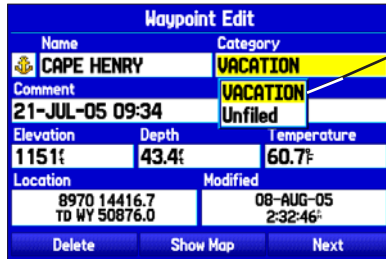 Waypoint Edit
Name Category
CAPE HENRY VACATION
Comment VACATION
21-JUL-05 09:34 Unfiled
Elevation Depth Temperature
1151ft 43.4ft 60.7°F
Location Modified
8970 14416.7 08-AUG-05
TD WY 50876.0 2:32:46
Delete Show Map Next